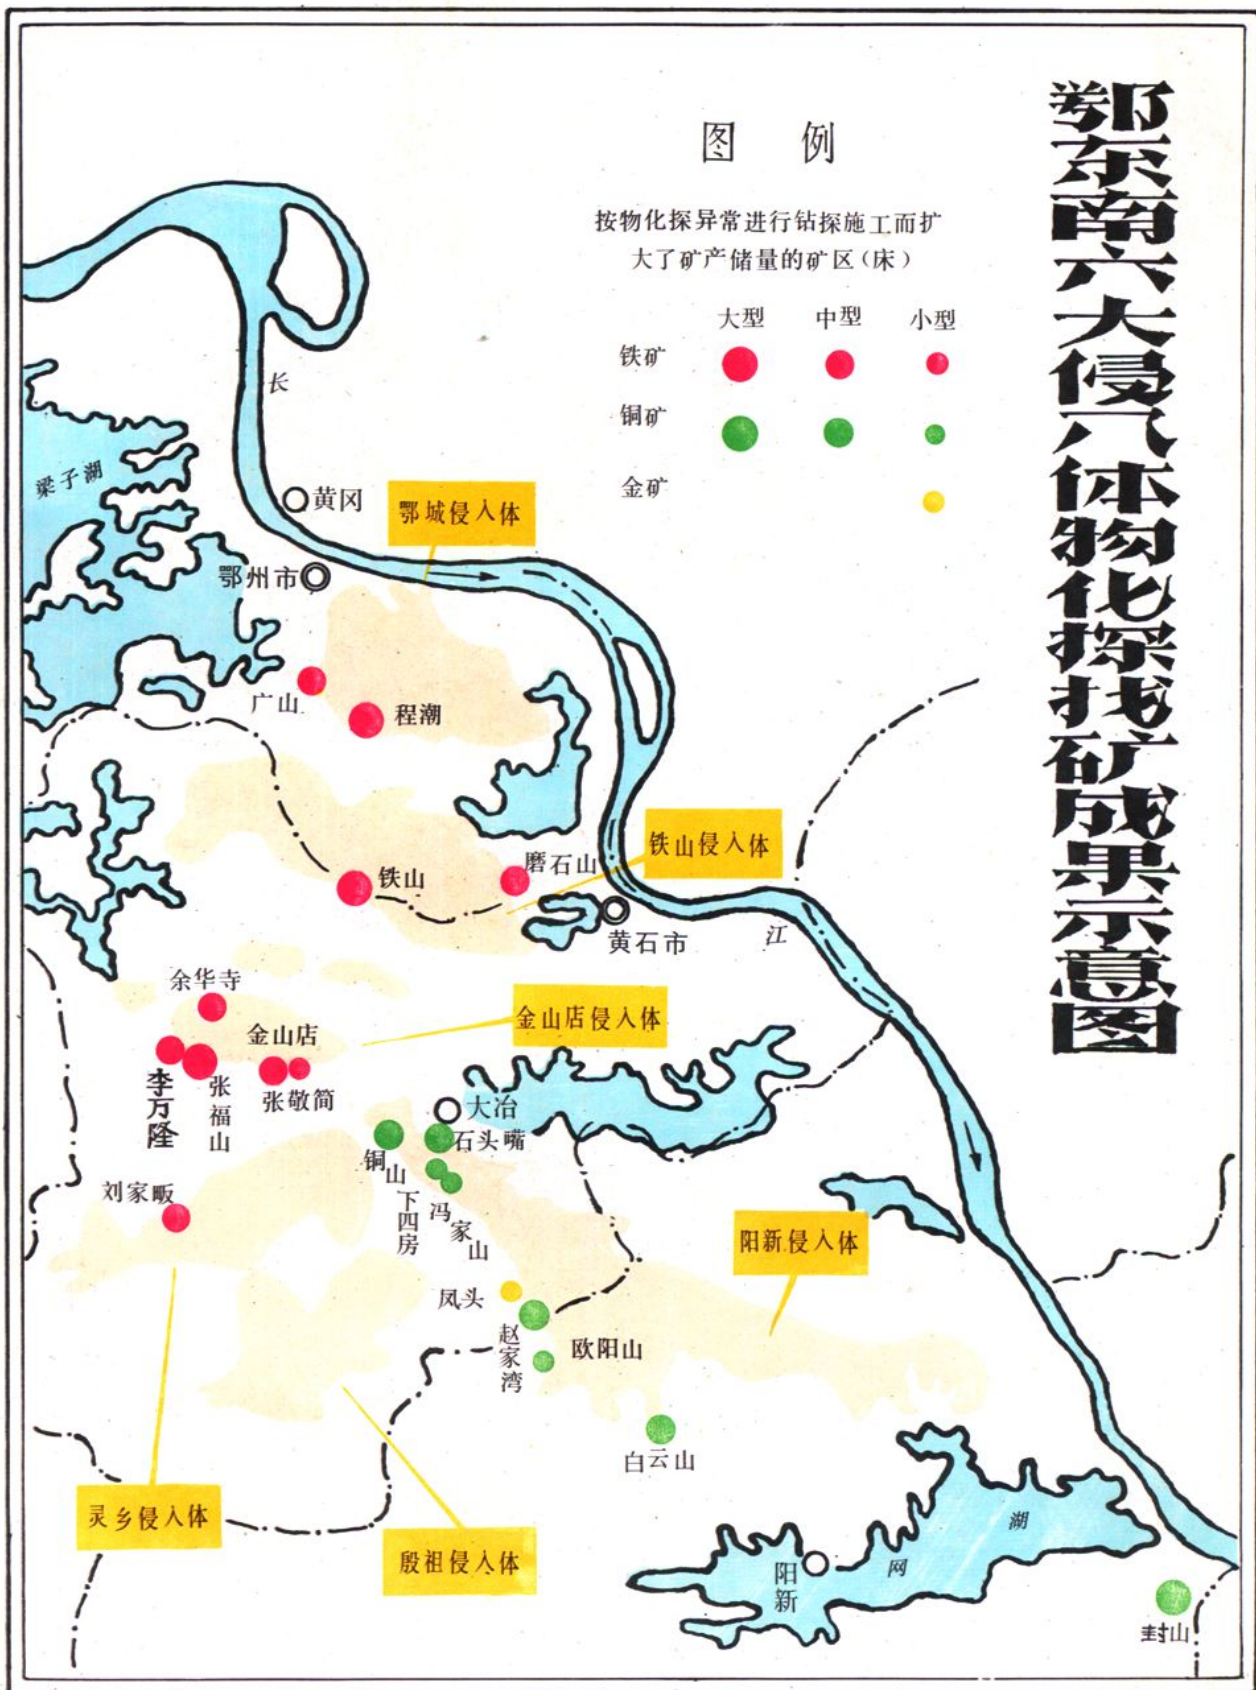 鄂东南六大侵入体物化探找矿成果示意图
图 例
按物化探异常进行钻探施工而扩
大了矿产储量的矿区(床)
大型 中型 小型
铁矿
铜矿
金矿
长
梁子湖
黄冈
鄂城侵入体
鄂州市
广山
程潮
铁山侵入体
磨石山
铁山
黄石市
江
余华寺
金山店侵入体
金山店
李万隆
张福山
张敬简
大冶
石头嘴
铜山
下四房
冯家山
刘家畈
阳新侵入体
凤头
赵家湾
欧阳山
白云山
灵乡侵入体
殷祖侵入体
湖
网
阳新
封山